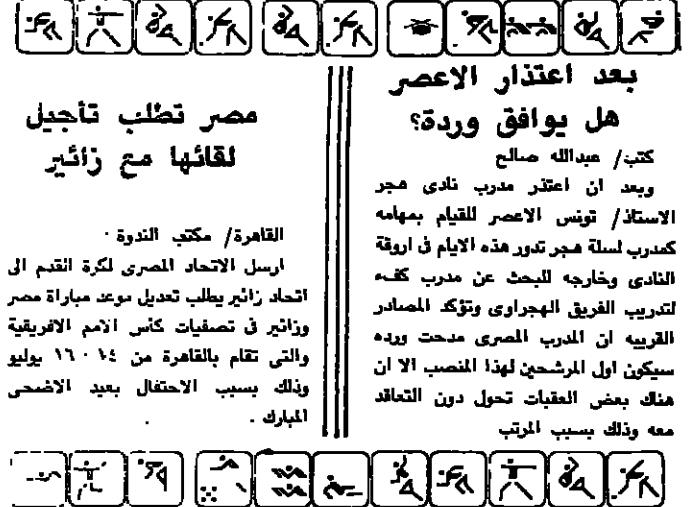 بعد اعتذار الاعصر
هل يوافق وردة؟
كتب/ عبدالله صالح
وبعد ان اعتذر مدرب نادى هجر
الاستاذ/ تونس الاعصر للقيام بمهامه
كمدرب لسلة هجر تدور هذه الايام فى اروقة
النادى وخارجه للبحث عن مدرب كفء
لتدريب الفريق الهجراوى وتؤكد المصادر
القريبه ان المدرب المصرى مدحت ورده
سيكون اول المرشحين لهذا المنصب الا ان
هناك بعض العقبات تحول دون التعاقد
معه وذلك بسبب المرتب
مصر تطلب تأجيل
لقائها مع زائير
القاهرة/ مكتب الندوة ·
ارسل الاتحاد المصرى لكرة القدم الى
اتحاد زائير يطلب تعديل موعد مباراة مصر
وزائير فى تصفيات كأس الامم الافريقية
والتى تقام بالقاهرة من ١٤ · ١٦ يوليو
وذلك بسبب الاحتفال بعيد الاضحى
المبارك .